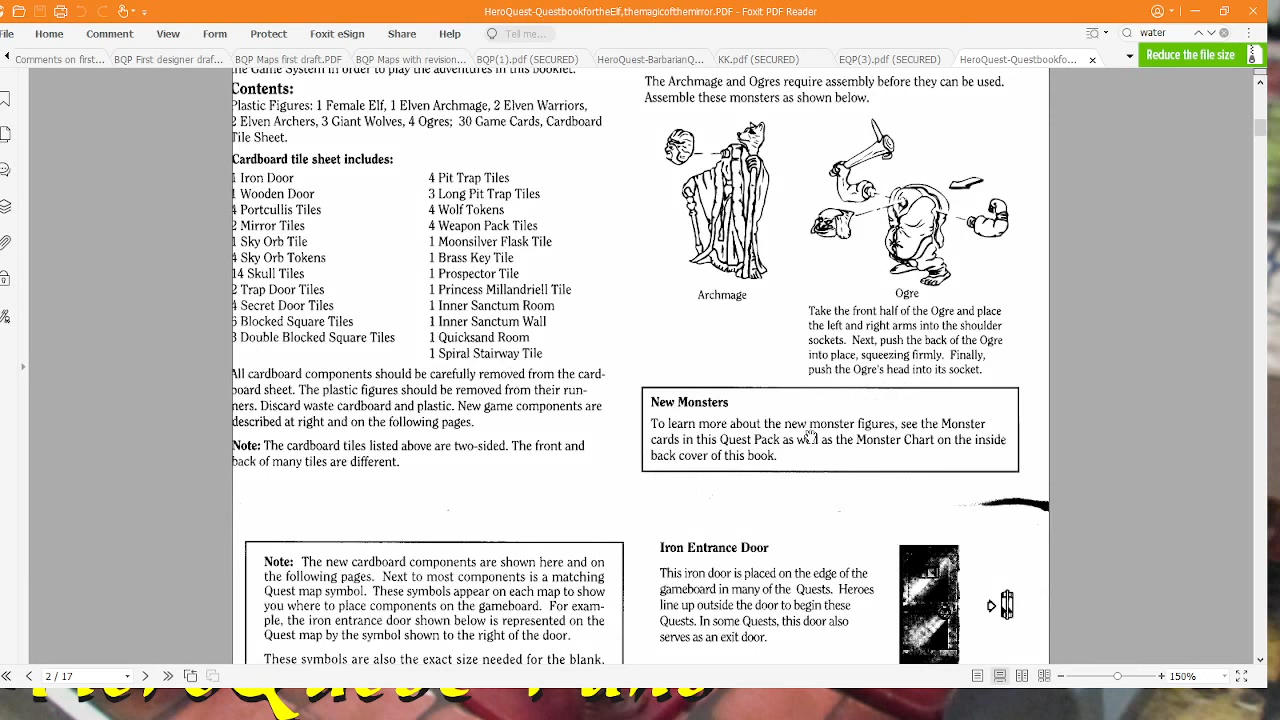 HeroQuest-QuestbookfortheElf,themagicofthemirror.PDF - Foxit PDF Reader
File Home Comment View Form Protect Foxit eSign Share Help Tell me... water
Comments on first... BQP First designer draf... BQP Maps first draft.PDF BQP Maps with revision... BQP(1).pdf (SECURED) HeroQuest-BarbarianQ... KK.pdf (SECURED) EQP(3).pdf (SECURED) HeroQuest-Questbookfo... Reduce the file size
the Game System in order to play the adventures in this booklet.
Contents:
Plastic Figures: 1 Female Elf, 1 Elven Archmage, 2 Elven Warriors,
2 Elven Archers, 3 Giant Wolves, 4 Ogres; 30 Game Cards, Cardboard
Tile Sheet.
Cardboard tile sheet includes:
1 Iron Door
1 Wooden Door
4 Portcullis Tiles
2 Mirror Tiles
1 Sky Orb Tile
4 Sky Orb Tokens
14 Skull Tiles
2 Trap Door Tiles
4 Secret Door Tiles
6 Blocked Square Tiles
3 Double Blocked Square Tiles
4 Pit Trap Tiles
3 Long Pit Trap Tiles
4 Wolf Tokens
4 Weapon Pack Tiles
1 Moonsilver Flask Tile
1 Brass Key Tile
1 Prospector Tile
1 Princess Millandriell Tile
1 Inner Sanctum Room
1 Inner Sanctum Wall
1 Quicksand Room
1 Spiral Stairway Tile
All cardboard components should be carefully removed from the card-
board sheet. The plastic figures should be removed from their run-
ners. Discard waste cardboard and plastic. New game components are
described at right and on the following pages.
Note: The cardboard tiles listed above are two-sided. The front and
back of many tiles are different.
The Archmage and Ogres require assembly before they can be used.
Assemble these monsters as shown below.
Archmage
Ogre
Take the front half of the Ogre and place
the left and right arms into the shoulder
sockets. Next, push the back of the Ogre
into place, squeezing firmly. Finally,
push the Ogre's head into its socket.
New Monsters
To learn more about the new monster figures, see the Monster
cards in this Quest Pack as well as the Monster Chart on the inside
back cover of this book.
Note: The new cardboard components are shown here and on
the following pages. Next to most components is a matching
Quest map symbol. These symbols appear on each map to show
you where to place components on the gameboard. For exam-
ple, the iron entrance door shown below is represented on the
Quest map by the symbol shown to the right of the door.
These symbols are also the exact size needed for the blank,
Iron Entrance Door
This iron door is placed on the edge of the
gameboard in many of the Quests. Heroes
line up outside the door to begin these
Quests. In some Quests, this door also
serves as an exit door.
2 / 17
150%